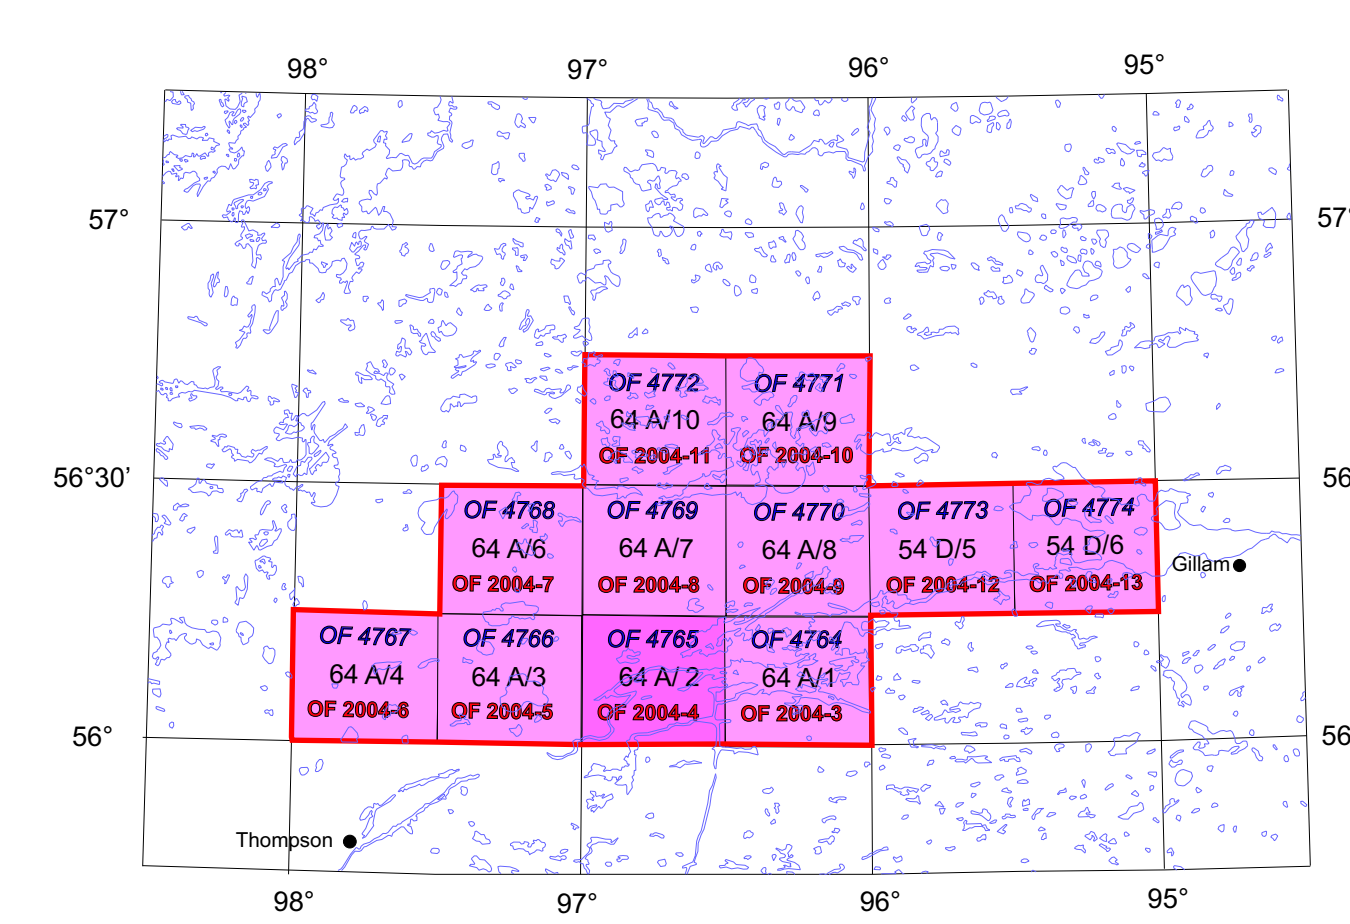 98° 97° 96° 95°
57° 57°
OF 4772 OF 4771
64 A/10 64 A/9
OF 2004-11 OF 2004-10
56°30’ 56
OF 4768 OF 4769 OF 4770 OF 4773 OF 4774
64 A/6 64 A/7 64 A/8 54 D/5 54 D/6
Gillam
OF 2004-7 OF 2004-8 OF 2004-9 OF 2004-12 OF 2004-13
OF 4767 OF 4766 OF 4765 OF 4764
64 A/4 64 A/3 64 A/ 2 64 A/1
OF 2004-6 OF 2004-5 OF 2004-4 OF 2004-3
56° 56
Thompson
98° 97° 96° 95°